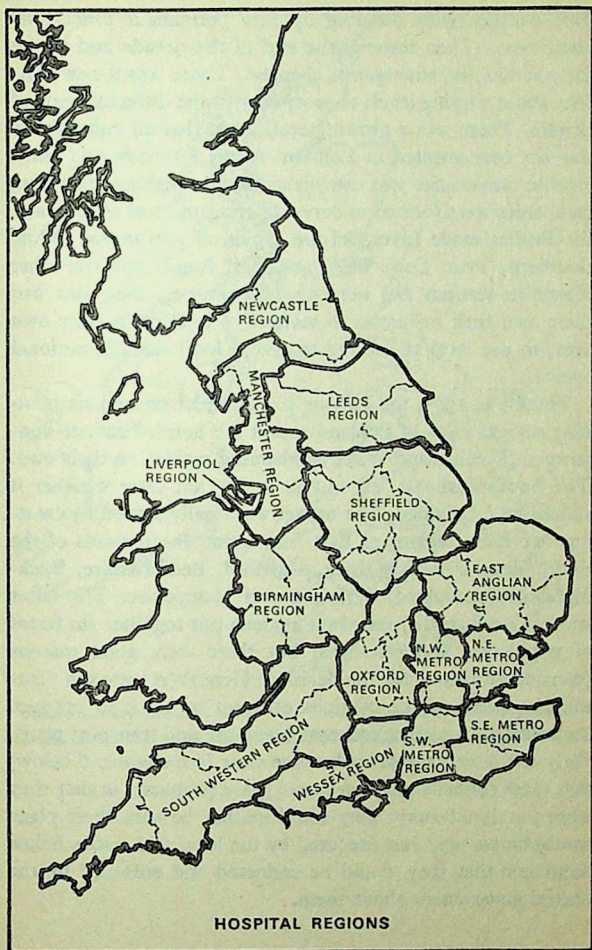 NEWCASTLE
REGION
LEEDS
REGION
MANCHESTER REGION
LIVERPOOL
REGION
SHEFFIELD
REGION
EAST
ANGLIAN
REGION
BIRMINGHAM
REGION
OXFORD
REGION
N.W.
METRO
REGION
N.E.
METRO
REGION
S.E. METRO
REGION
S.W.
METRO
REGION
SOUTH WESTERN REGION
WESSEX REGION
HOSPITAL REGIONS